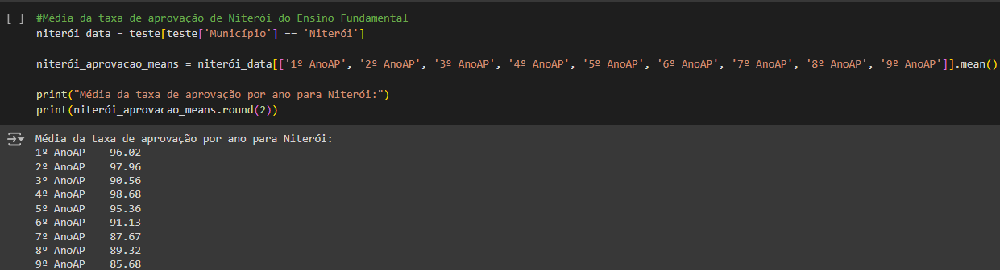 [ ] #Média da taxa de aprovação de Niterói do Ensino Fundamental
niterói_data = teste[teste['Município'] == 'Niterói']
niterói_aprovacao_means = niterói_data[['1º AnoAP', '2º AnoAP', '3º AnoAP', '4º AnoAP', '5º AnoAP', '6º AnoAP', '7º AnoAP', '8º AnoAP', '9º AnoAP']].mean()
print("Média da taxa de aprovação por ano para Niterói:")
print(niterói_aprovacao_means.round(2))
Média da taxa de aprovação por ano para Niterói:
1º AnoAP    96.02
2º AnoAP    97.96
3º AnoAP    90.56
4º AnoAP    98.68
5º AnoAP    95.36
6º AnoAP    91.13
7º AnoAP    87.67
8º AnoAP    89.32
9º AnoAP    85.68